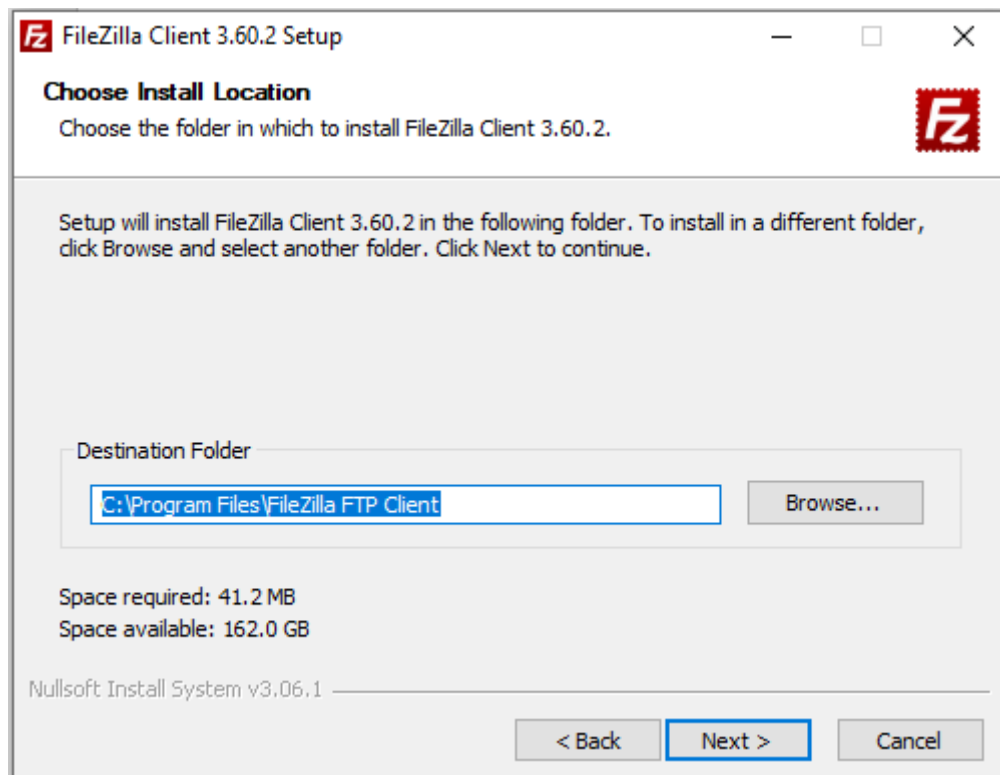 FileZilla Client 3.60.2 Setup
Choose Install Location
Choose the folder in which to install FileZilla Client 3.60.2.
Fz
Setup will install FileZilla Client 3.60.2 in the following folder. To install in a different folder,
click Browse and select another folder. Click Next to continue.
Destination Folder
C:\Program Files\FileZilla FTP Client
Browse...
Space required: 41.2 MB
Space available: 162.0 GB
Nullsoft Install System v3.06.1
< Back
Next >
Cancel